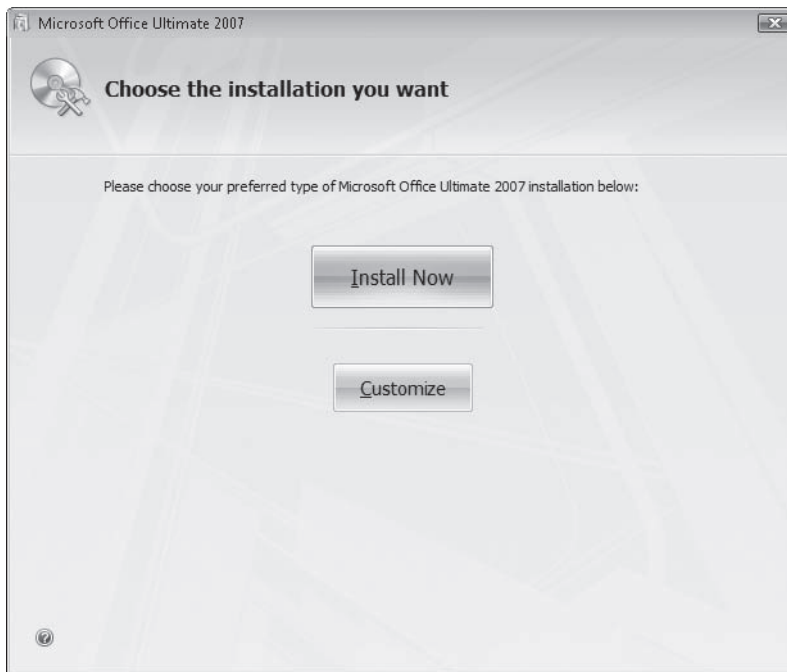 Microsoft Office Ultimate 2007
Choose the installation you want
Please choose your preferred type of Microsoft Office Ultimate 2007 installation below:
Install Now
Customize